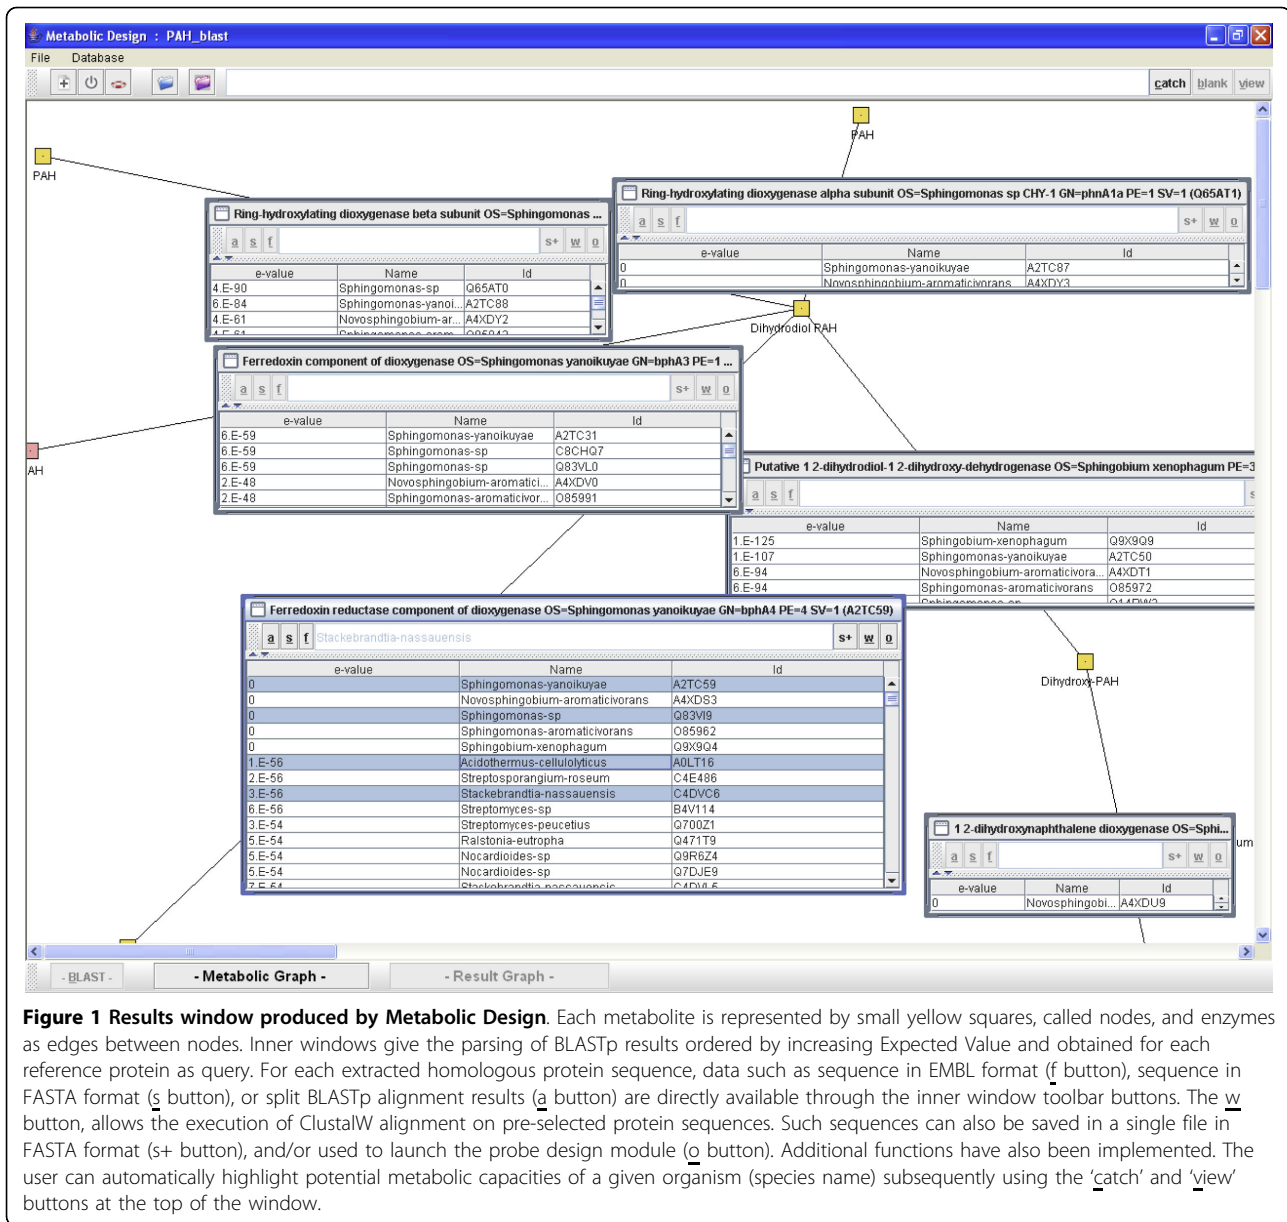 Metabolic Design : PAH_blast
File Database
catch blank view
PAH
PAH
Ring-hydroxylating dioxygenase alpha subunit OS=Sphingomonas sp CHY-1 GN=phnA1a PE=1 SV=1 (Q65AT1)
a s f s+ w o
e-value Name Id
0 Sphingomonas-yanoikuyae A2TC87
0 Novosphingobium-aromaticivorans A4XDY3
Ring-hydroxylating dioxygenase beta subunit OS=Sphingomonas ...
a s f s+ w o
e-value Name Id
4.E-90 Sphingomonas-sp Q65AT0
6.E-84 Sphingomonas-yanoi... A2TC88
4.E-61 Novosphingobium-ar... A4XDY2
Dihydrodiol PAH
Ferredoxin component of dioxygenase OS=Sphingomonas yanoikuyae GN=bphA3 PE=1 ...
a s f s+ w o
e-value Name Id
6.E-59 Sphingomonas-yanoikuyae A2TC31
6.E-59 Sphingomonas-sp C8CHQ7
6.E-59 Sphingomonas-sp Q83VL0
2.E-48 Novosphingobium-aromatici... A4XDV0
2.E-48 Sphingomonas-aromaticivor... O85991
AH
Putative 1 2-dihydrodiol-1 2-dihydroxy-dehydrogenase OS=Sphingobium xenophagum PE=3
a s f s
e-value Name Id
1.E-125 Sphingobium-xenophagum Q9X9Q9
1.E-107 Sphingomonas-yanoikuyae A2TC50
6.E-94 Novosphingobium-aromaticivora... A4XDT1
6.E-94 Sphingomonas-aromaticivorans O85972
Ferredoxin reductase component of dioxygenase OS=Sphingomonas yanoikuyae GN=bphA4 PE=4 SV=1 (A2TC59)
a s f Stackebrandtia-nassauensis s+ w o
e-value Name Id
0 Sphingomonas-yanoikuyae A2TC59
0 Novosphingobium-aromaticivorans A4XDS3
0 Sphingomonas-sp Q83VI9
0 Sphingomonas-aromaticivorans O85962
0 Sphingobium-xenophagum Q9X9Q4
1.E-56 Acidothermus-cellulolyticus A0LT16
2.E-56 Streptosporangium-roseum C4E486
3.E-56 Stackebrandtia-nassauensis C4DVC6
6.E-56 Streptomyces-sp B4V114
3.E-54 Streptomyces-peucetius Q700Z1
5.E-54 Ralstonia-eutropha Q471T9
5.E-54 Nocardioides-sp Q9R6Z4
5.E-54 Nocardioides-sp Q7DJE9
7.E-54 Stackebrandtia-nassauensis C4DVL5
Dihydroxy-PAH
1 2-dihydroxynaphthalene dioxygenase OS=Sphi...
a s f s+ w o
um
e-value Name Id
0 Novosphingobi... A4XDU9
- BLAST - - Metabolic Graph - - Result Graph -
Figure 1 Results window produced by Metabolic Design. Each metabolite is represented by small yellow squares, called nodes, and enzymes
as edges between nodes. Inner windows give the parsing of BLASTp results ordered by increasing Expected Value and obtained for each
reference protein as query. For each extracted homologous protein sequence, data such as sequence in EMBL format (f button), sequence in
FASTA format (s button), or split BLASTp alignment results (a button) are directly available through the inner window toolbar buttons. The w
button, allows the execution of ClustalW alignment on pre-selected protein sequences. Such sequences can also be saved in a single file in
FASTA format (s+ button), and/or used to launch the probe design module (o button). Additional functions have also been implemented. The
user can automatically highlight potential metabolic capacities of a given organism (species name) subsequently using the 'catch' and 'view'
buttons at the top of the window.